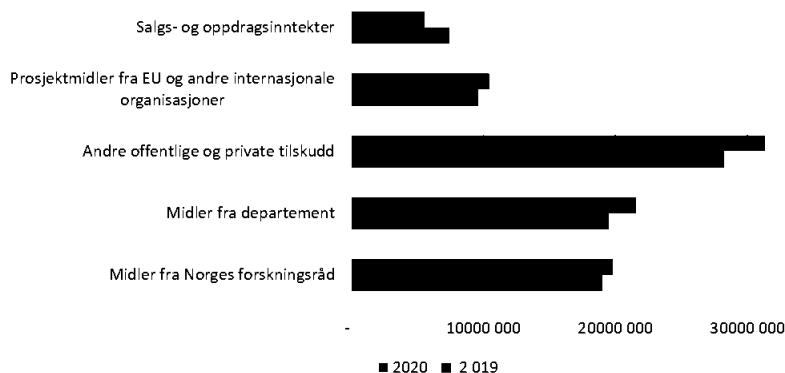 Salgs- og oppdragsinntekter
Prosjektmidler fra EU og andre internasjonale
organisasjoner
Andre offentlige og private tilskudd
Midler fra departement
Midler fra Norges forskningsråd
- 10000 000 20000 000 30000 000
2020 2 019